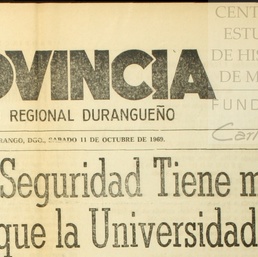 CENT
ESTU
DE HIS
DE M
FUND
Car
OVINCIA
REGIONAL DURANGUEÑO
RANGO, DGO., SABADO 11 DE OCTUBRE DE 1969.
Seguridad Tiene m
que la Universidad